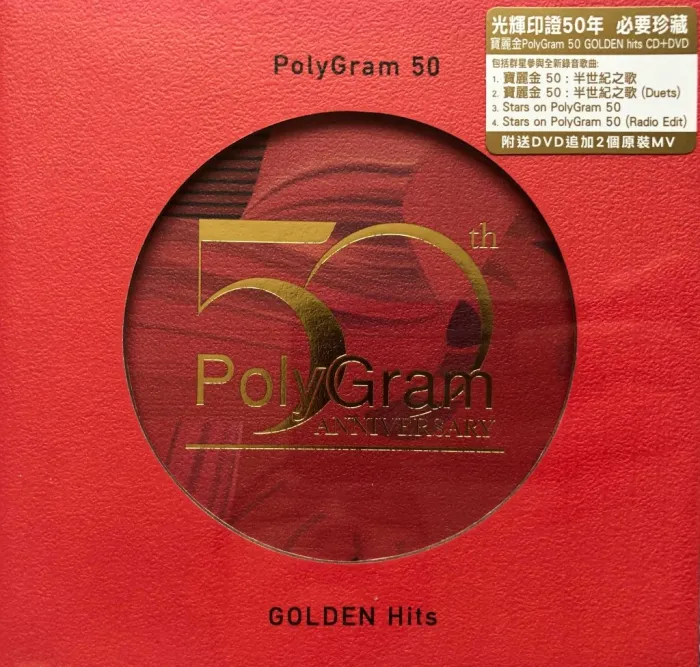 PolyGram 50
光輝印證50年 必要珍藏
寶麗金PolyGram 50 GOLDEN hits CD+DVD
包括群星參與全新錄音歌曲:
1. 寶麗金 50：半世紀之歌
2. 寶麗金 50：半世紀之歌 (Duets)
3. Stars on PolyGram 50
4. Stars on PolyGram 50 (Radio Edit)
附送DVD追加2個原裝MV
50th
PolyGram
ANNIVERSARY
GOLDEN Hits